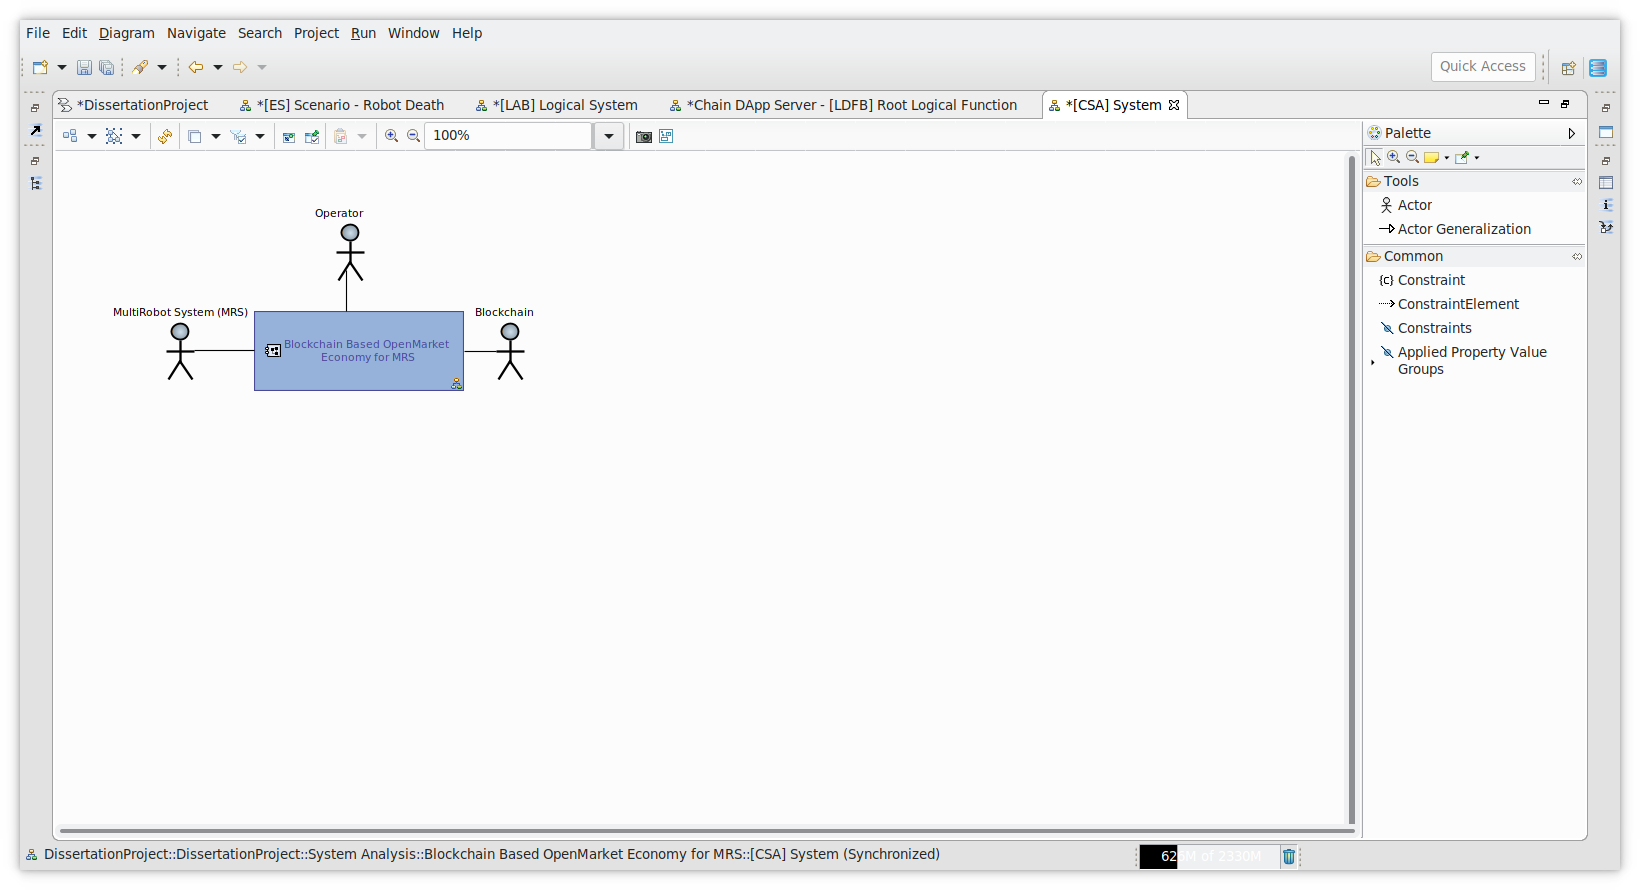 File Edit Diagram Navigate Search Project Run Window Help
Quick Access
*DissertationProject
*[ES] Scenario - Robot Death
*[LAB] Logical System
*Chain DApp Server - [LDFB] Root Logical Function
*[CSA] System
100%
Operator
MultiRobot System (MRS)
Blockchain
Blockchain Based OpenMarket
Economy for MRS
Palette
Tools
Actor
Actor Generalization
Common
{c} Constraint
ConstraintElement
Constraints
Applied Property Value
Groups
DissertationProject::DissertationProject::System Analysis::Blockchain Based OpenMarket Economy for MRS::[CSA] System (Synchronized)
of 2330M